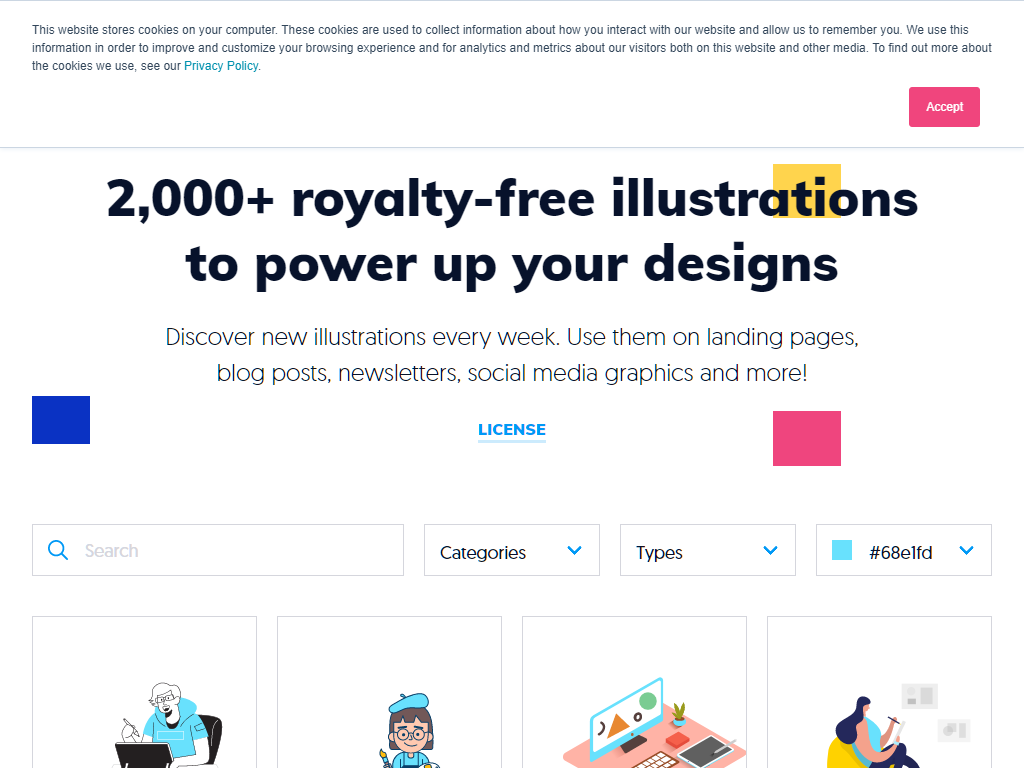 This website stores cookies on your computer. These cookies are used to collect information about how you interact with our website and allow us to remember you. We use this
information in order to improve and customize your browsing experience and for analytics and metrics about our visitors both on this website and other media. To find out more about
the cookies we use, see our Privacy Policy.
Accept
2,000+ royalty-free illustrations
to power up your designs
Discover new illustrations every week. Use them on landing pages,
blog posts, newsletters, social media graphics and more!
LICENSE
Search
Categories
Types
#68e1fd